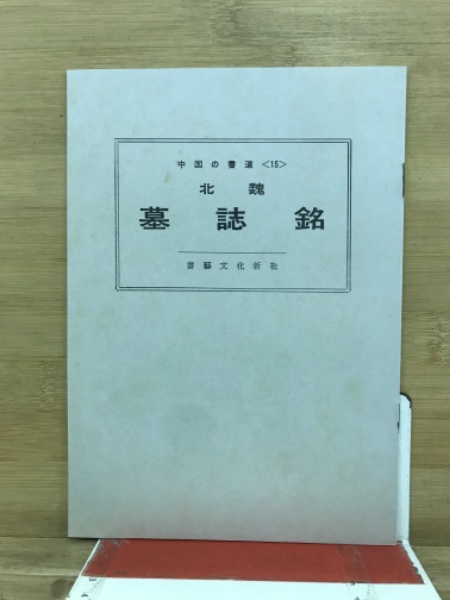 中国の書道<15>
北魏
墓誌銘
書藝文化新社